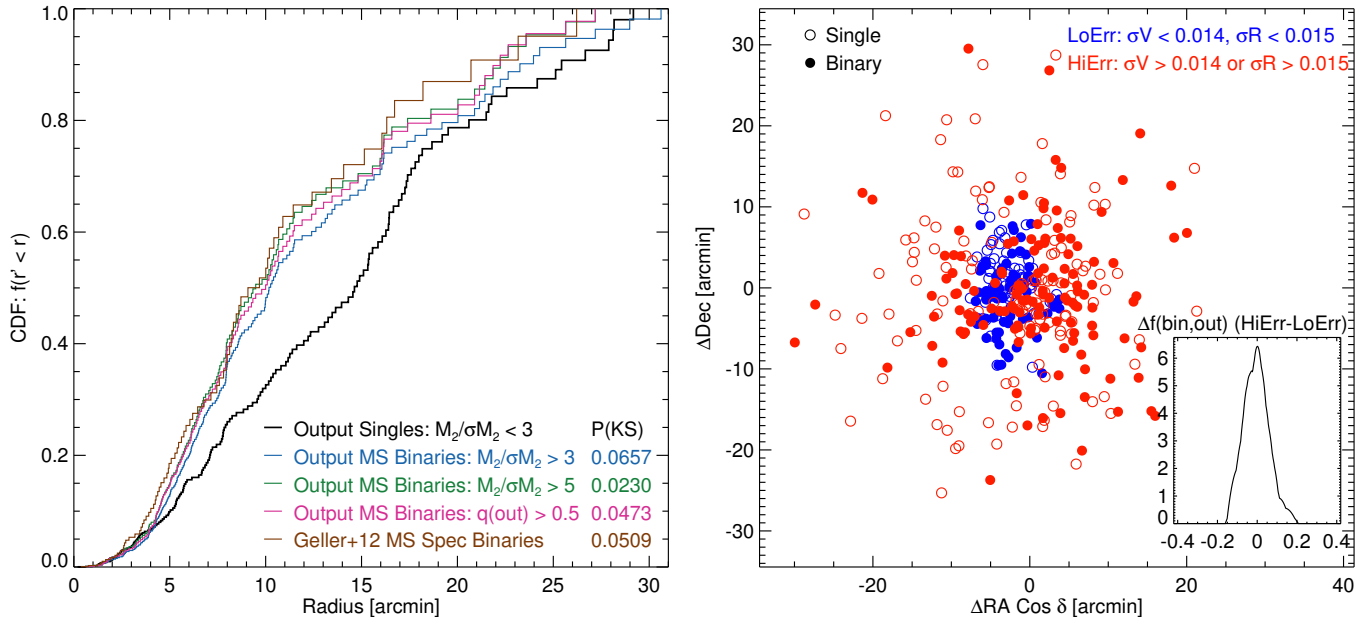 1.0
0.8
0.6
0.4
0.2
0.0
CDF: f(r' < r)
Output Singles: M₂/σM₂ < 3 P(KS)
Output MS Binaries: M₂/σM₂ > 3 0.0657
Output MS Binaries: M₂/σM₂ > 5 0.0230
Output MS Binaries: q(out) > 0.5 0.0473
Geller+12 MS Spec Binaries 0.0509
0 5 10 15 20 25 30
Radius [arcmin]
30
20
10
0
-10
-20
-30
ΔDec [arcmin]
Single
Binary
LoErr: σV < 0.014, σR < 0.015
HiErr: σV > 0.014 or σR > 0.015
Δf(bin,out) (HiErr-LoErr)
6
5
4
3
2
1
0
-0.4 -0.2 0 0.2 0.4
-20 0 20 40
ΔRA Cos δ [arcmin]